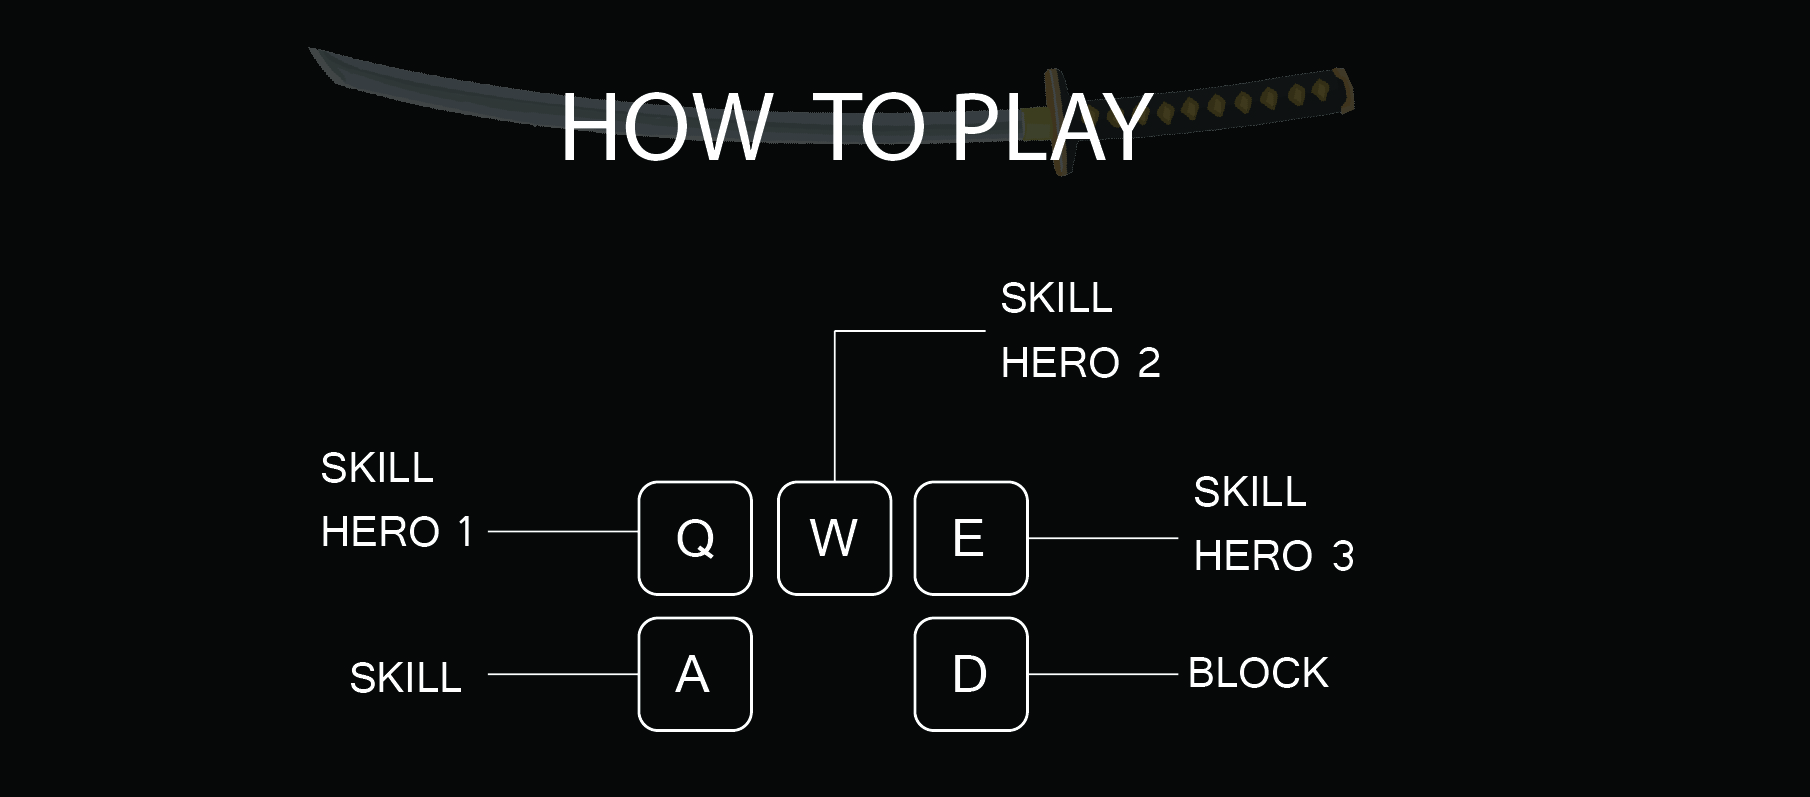 HOW TO PLAY
SKILL
HERO 2
SKILL
HERO 1
Q
W
E
SKILL
HERO 3
SKILL
A
D
BLOCK